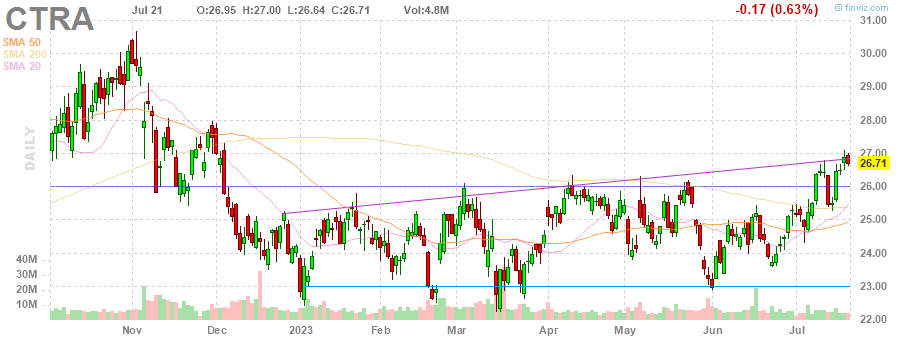 CTRA
Jul 21 O:26.95 H:27.00 L:26.64 C:26.71 Vol:4.8M
-0.17 (0.63%)
© finviz.com
SMA 50
SMA 200
SMA 20
DAILY
31.00
30.00
29.00
28.00
27.00
26.71
26.00
25.00
24.00
23.00
22.00
40M
30M
20M
10M
Nov Dec 2023 Feb Mar Apr May Jun Jul